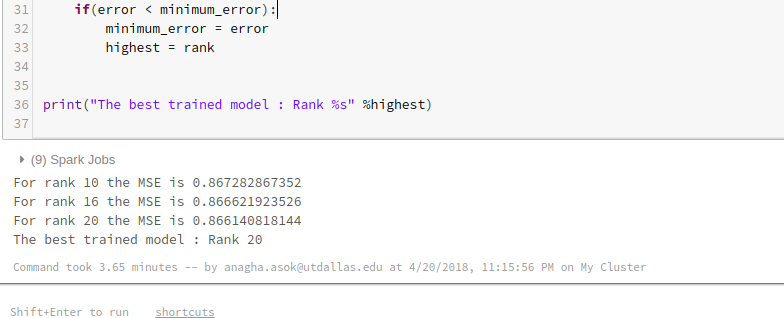 31 if(error < minimum_error):
32 minimum_error = error
33 highest = rank
34
35
36 print("The best trained model : Rank %s" %highest)
37
(9) Spark Jobs
For rank 10 the MSE is 0.867282867352
For rank 16 the MSE is 0.866621923526
For rank 20 the MSE is 0.866140818144
The best trained model : Rank 20
Command took 3.65 minutes -- by anagha.asok@utdallas.edu at 4/20/2018, 11:15:56 PM on My Cluster
Shift+Enter to run shortcuts